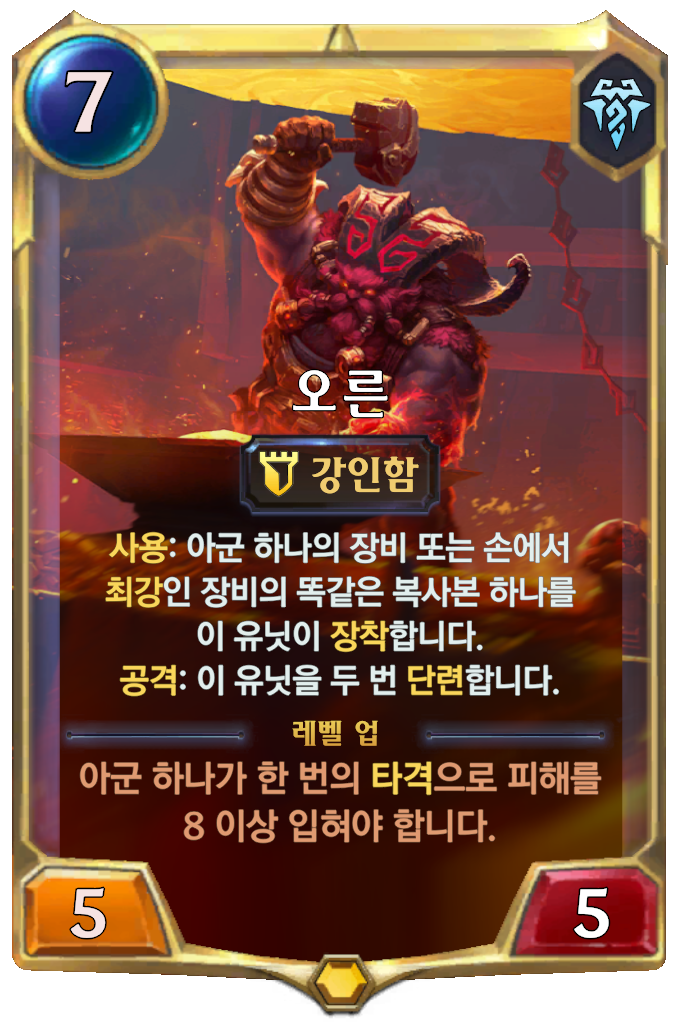 7
오른
강인함
사용: 아군 하나의 장비 또는 손에서
최강인 장비의 똑같은 복사본 하나를
이 유닛이 장착합니다.
공격: 이 유닛을 두 번 단련합니다.
레벨 업
아군 하나가 한 번의 타격으로 피해를
8 이상 입혀야 합니다.
5
5